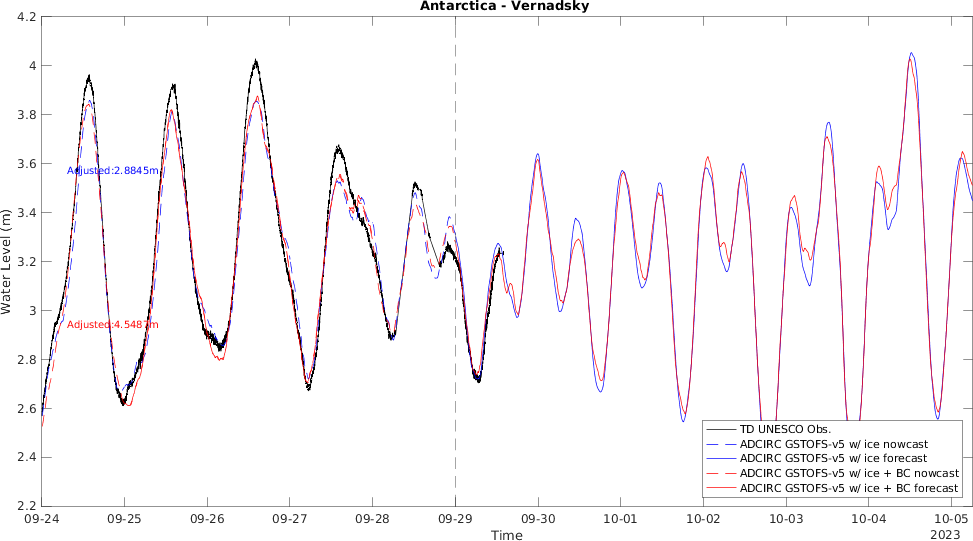 Antarctica - Vernadsky
4.2
4
3.8
3.6
3.4
3.2
3
2.8
2.6
2.4
2.2
Water Level (m)
Adjusted:2.8845m
Adjusted:4.5487m
TD UNESCO Obs.
ADCIRC GSTOFS-v5 w/ ice nowcast
ADCIRC GSTOFS-v5 w/ ice forecast
ADCIRC GSTOFS-v5 w/ ice + BC nowcast
ADCIRC GSTOFS-v5 w/ ice + BC forecast
09-24 09-25 09-26 09-27 09-28 09-29 09-30 10-01 10-02 10-03 10-04 10-05
Time 2023